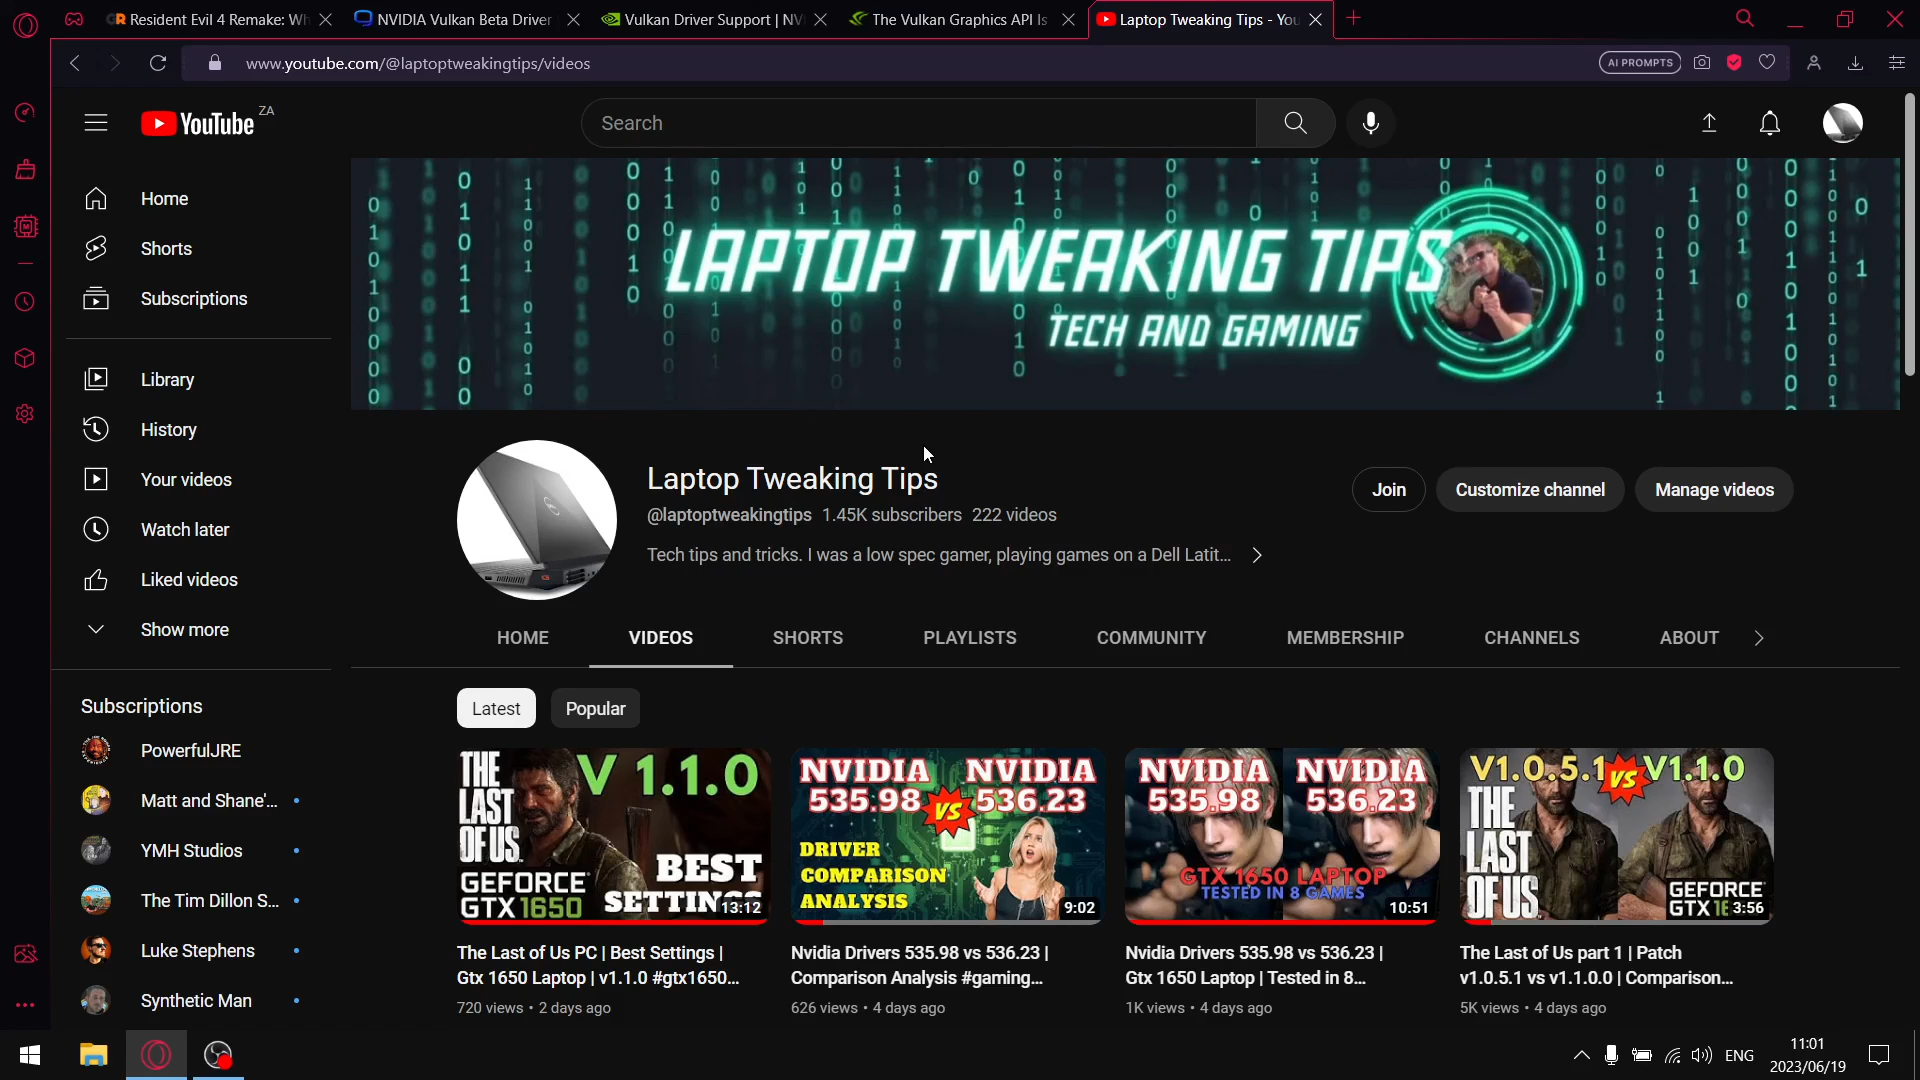 Resident Evil 4 Remake: Wh
NVIDIA Vulkan Beta Driver
Vulkan Driver Support | NV
The Vulkan Graphics API Is
Laptop Tweaking Tips - You
www.youtube.com/@laptoptweakingtips/videos
AI PROMPTS
YouTube ZA
Search
Home
Shorts
Subscriptions
Library
History
Your videos
Watch later
Liked videos
Show more
Subscriptions
PowerfulJRE
Matt and Shane'...
YMH Studios
The Tim Dillon S...
Luke Stephens
Synthetic Man
LAPTOP TWEAKING TIPS
TECH AND GAMING
Laptop Tweaking Tips
@laptoptweakingtips 1.45K subscribers 222 videos
Tech tips and tricks. I was a low spec gamer, playing games on a Dell Latit...
Join
Customize channel
Manage videos
HOME
VIDEOS
SHORTS
PLAYLISTS
COMMUNITY
MEMBERSHIP
CHANNELS
ABOUT
Latest
Popular
THE
LAST
OF US
V 1.1.0
GEFORCE
GTX 1650
BEST
SETTIN
13:12
The Last of Us PC | Best Settings |
Gtx 1650 Laptop | v1.1.0 #gtx1650...
720 views • 2 days ago
NVIDIA
535.98
VS
NVIDIA
536.23
DRIVER
COMPARISON
ANALYSIS
9:02
Nvidia Drivers 535.98 vs 536.23 |
Comparison Analysis #gaming...
626 views • 4 days ago
NVIDIA
535.98
NVIDIA
536.23
GTX 1650 LAPTOP
TESTED IN 8 GAMES
10:51
Nvidia Drivers 535.98 vs 536.23 |
Gtx 1650 Laptop | Tested in 8...
1K views • 4 days ago
V1.0.5.1
VS
V1.1.0
THE
LAST
OF US
GEFORCE
GTX
3:56
The Last of Us part 1 | Patch
v1.0.5.1 vs v1.1.0.0 | Comparison...
5K views • 4 days ago
ENG
11:01
2023/06/19